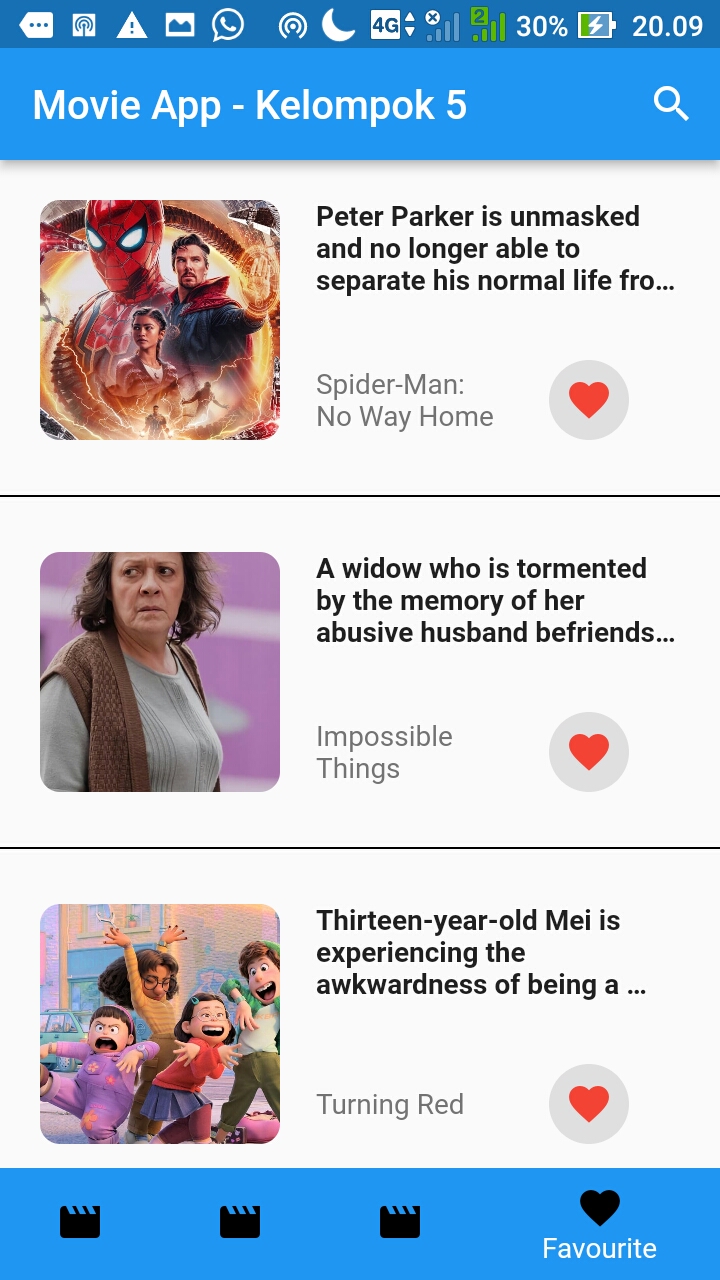 4G 2 30% 20.09
Movie App - Kelompok 5
Peter Parker is unmasked
and no longer able to
separate his normal life fro…
Spider-Man:
No Way Home
A widow who is tormented
by the memory of her
abusive husband befriends…
Impossible
Things
Thirteen-year-old Mei is
experiencing the
awkwardness of being a …
Turning Red
Favourite